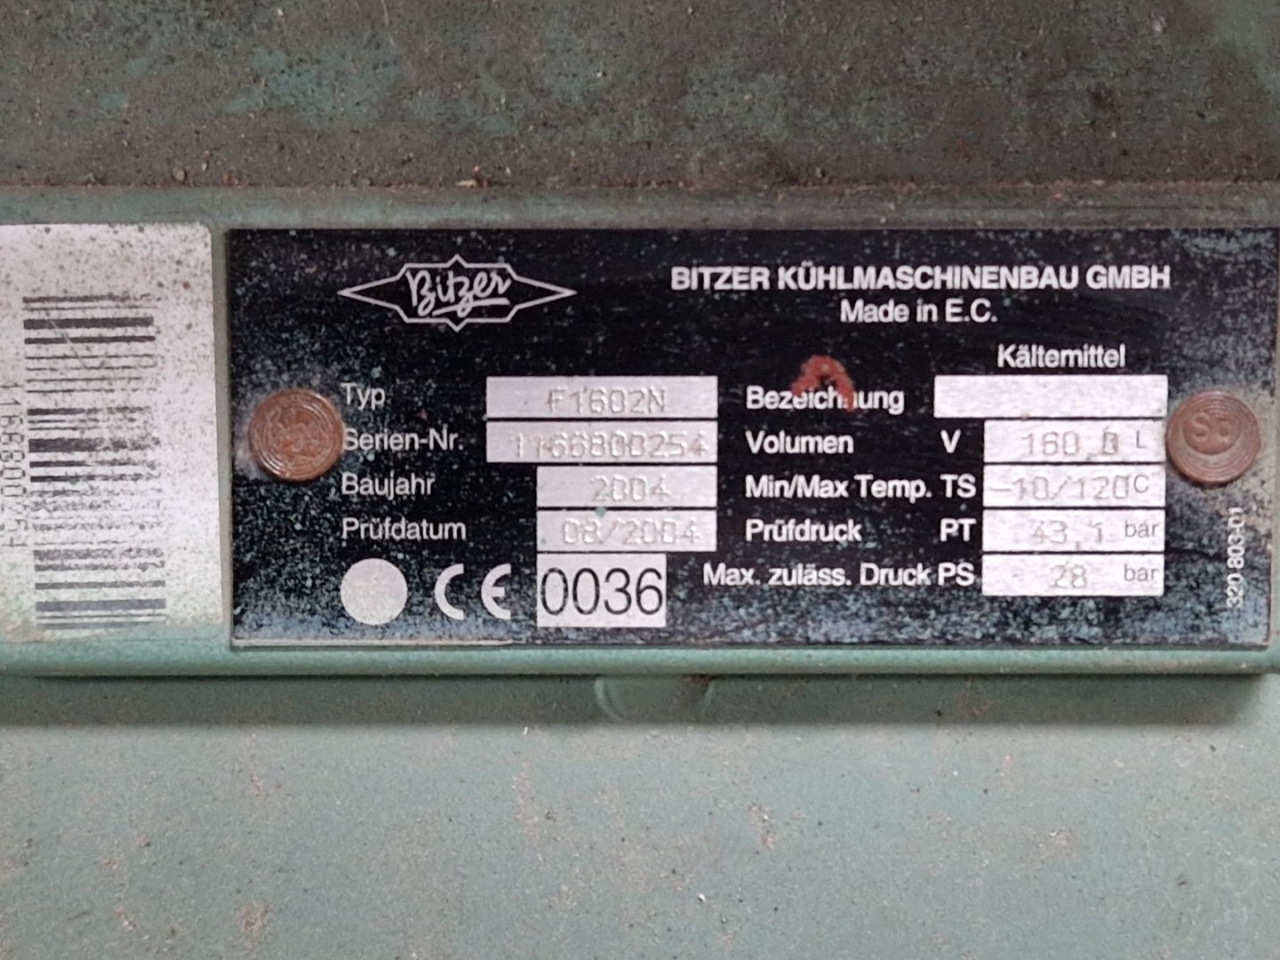 Bitzer
BITZER KÜHLMASCHINENBAU GMBH
Made in E.C.
Kältemittel
Typ F1602N Bezeichnung
Serien-Nr. 1166800254 Volumen V 160,0 L
Baujahr 2004 Min/Max Temp. TS -10/120°C
Prüfdatum 08/2004 Prüfdruck PT 43,1 bar
CE 0036 Max. zuläss. Druck PS 28 bar
320 803-01